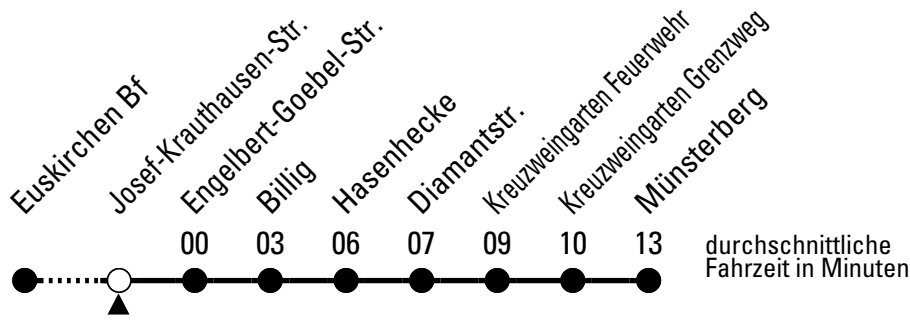 Euskirchen Bf
Josef-Krauthausen-Str.
Engelbert-Goebel-Str.
Billig
Hasenhecke
Diamantstr.
Kreuzweingarten Feuerwehr
Kreuzweingarten Grenzweg
Münsterberg
00 03 06 07 09 10 13
durchschnittliche
Fahrzeit in Minuten